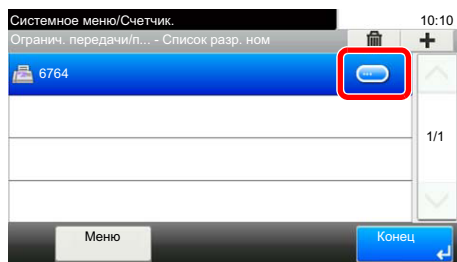 Системное меню/Счетчик. 10:10
Огранич. передачи/п... - Список разр. ном
6764
1/1
Меню Конец